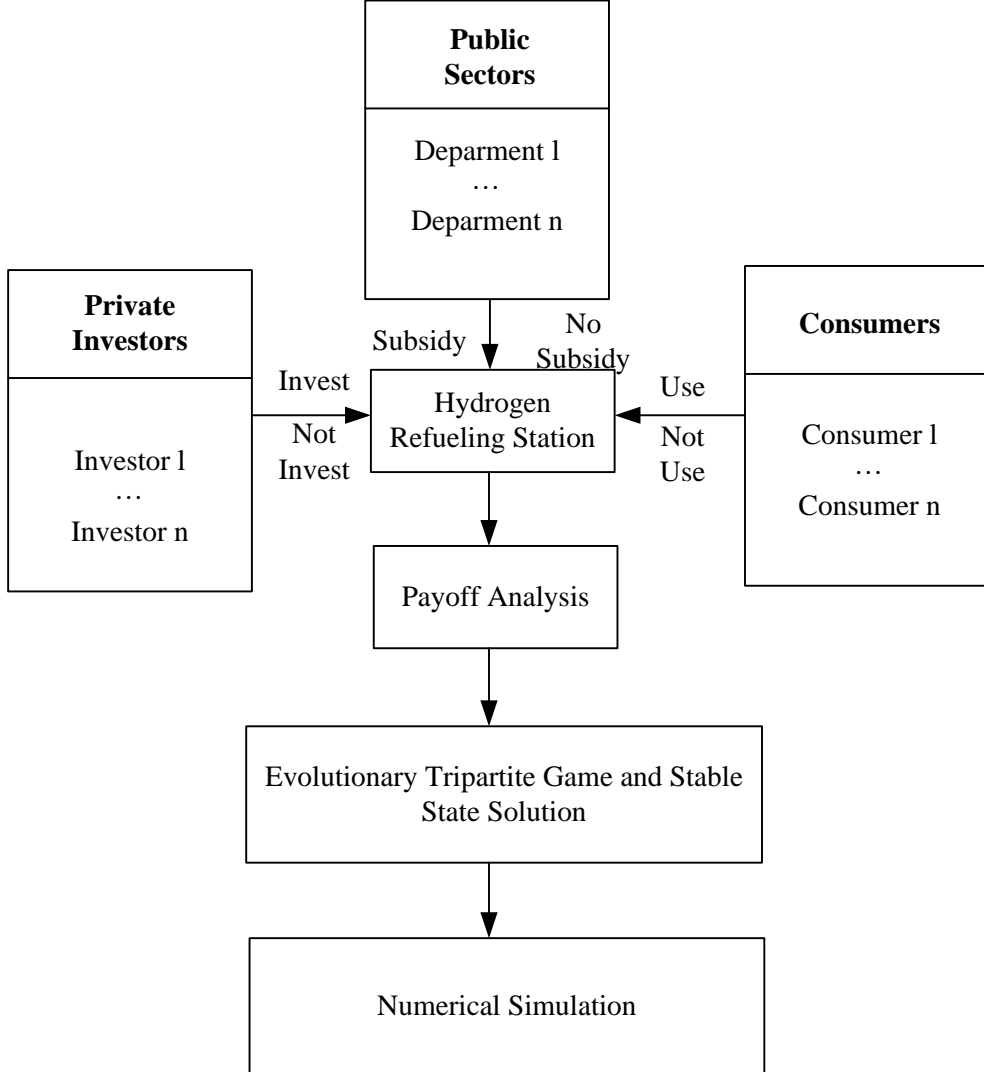 Public
Sectors
Deparment l
…
Deparment n
Private
Investors
Investor l
…
Investor n
Consumers
Consumer l
…
Consumer n
Subsidy
No
Subsidy
Invest
Not
Invest
Use
Not
Use
Hydrogen
Refueling Station
Payoff Analysis
Evolutionary Tripartite Game and Stable
State Solution
Numerical Simulation